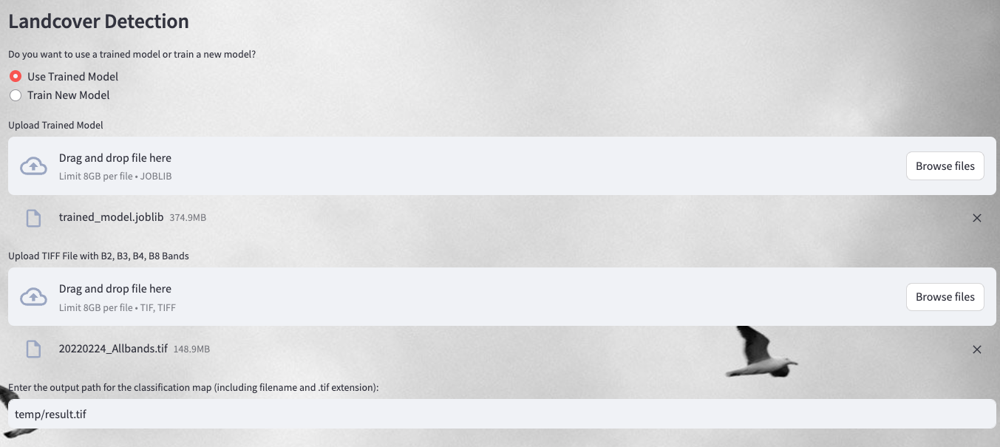 Landcover Detection
Do you want to use a trained model or train a new model?
Use Trained Model
Train New Model
Upload Trained Model
Drag and drop file here
Limit 8GB per file • JOBLIB
Browse files
trained_model.joblib 374.9MB
Upload TIFF File with B2, B3, B4, B8 Bands
Drag and drop file here
Limit 8GB per file • TIF, TIFF
Browse files
20220224_Allbands.tif 148.9MB
Enter the output path for the classification map (including filename and .tif extension):
temp/result.tif